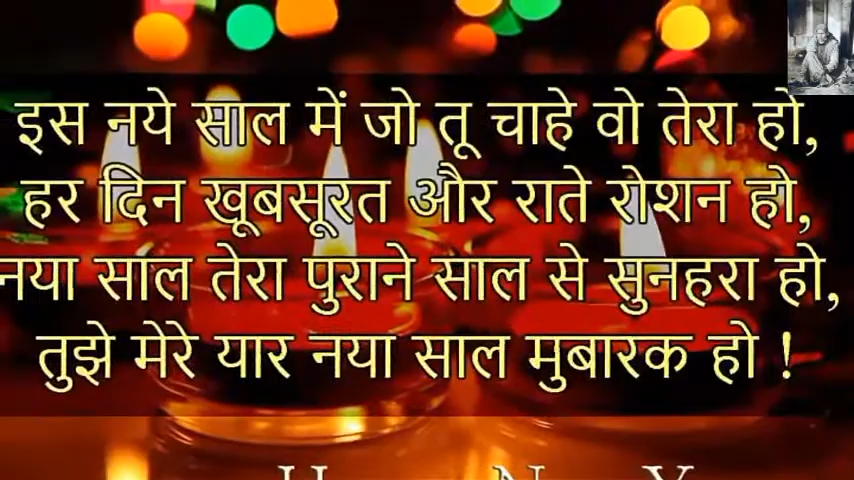 इस नये साल में जो तू चाहे वो तेरा हो,
हर दिन खूबसूरत और राते रोशन हो,
नया साल तेरा पुराने साल से सुनहरा हो,
तुझे मेरे यार नया साल मुबारक हो !